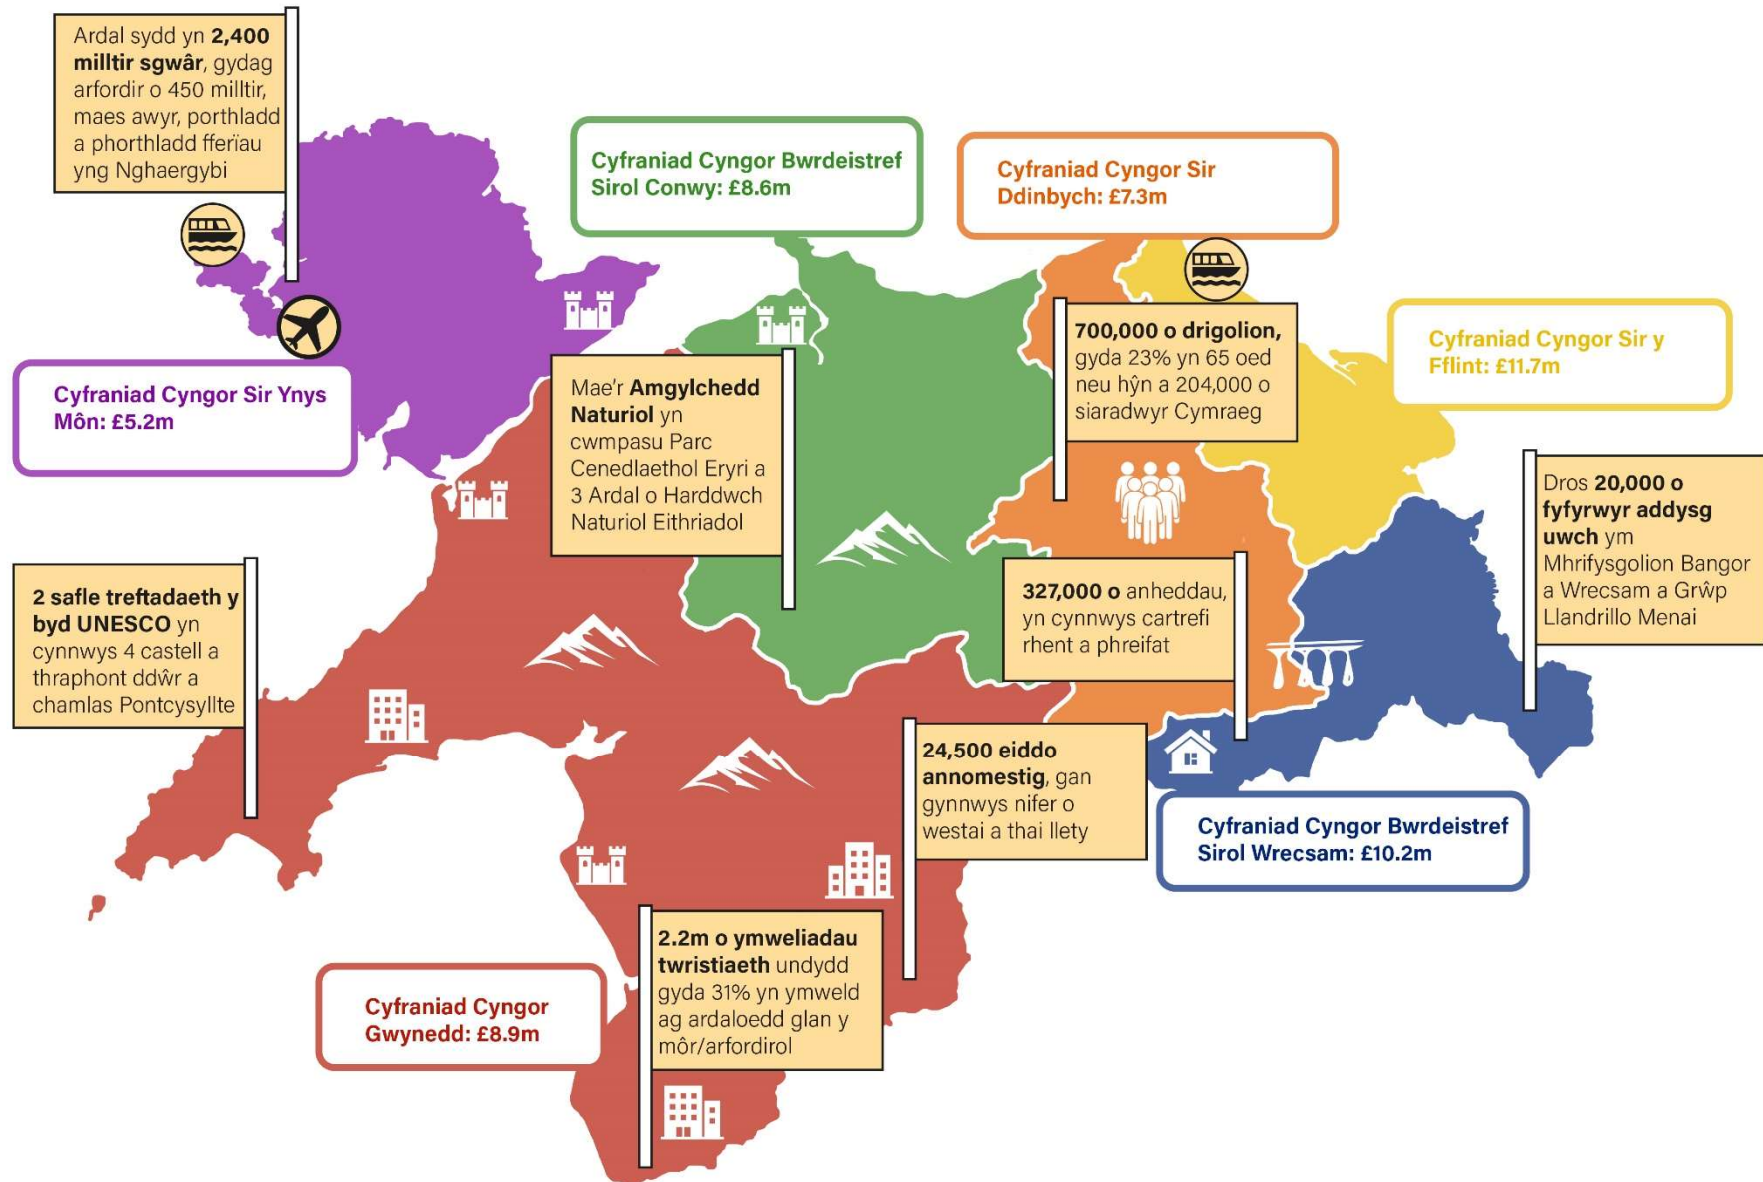 Ardal sydd yn 2,400
milltir sgwâr, gydag
arfordir o 450 milltir,
maes awyr, porthladd
a phorthladd fferïau
yng Nghaergybi
Cyfraniad Cyngor Bwrdeistref
Sirol Conwy: £8.6m
Cyfraniad Cyngor Sir
Ddinbych: £7.3m
700,000 o drigolion,
gyda 23% yn 65 oed
neu hŷn a 204,000 o
siaradwyr Cymraeg
Cyfraniad Cyngor Sir y
Fflint: £11.7m
Cyfraniad Cyngor Sir Ynys
Môn: £5.2m
Mae'r Amgylchedd
Naturiol yn
cwmpasu Parc
Cenedlaethol Eryri a
3 Ardal o Harddwch
Naturiol Eithriadol
Dros 20,000 o
fyfyrwyr addysg
uwch ym
Mhrifysgolion Bangor
a Wrecsam a Grŵp
Llandrillo Menai
2 safle treftadaeth y
byd UNESCO yn
cynnwys 4 castell a
thraphont ddŵr a
chamlas Pontcysyllte
327,000 o anheddau,
yn cynnwys cartrefi
rhent a phreifat
24,500 eiddo
annomestig, gan
gynnwys nifer o
westai a thai llety
Cyfraniad Cyngor Bwrdeistref
Sirol Wrecsam: £10.2m
2.2m o ymweliadau
twristiaeth undydd
gyda 31% yn ymweld
ag ardaloedd glan y
môr/arfordirol
Cyfraniad Cyngor
Gwynedd: £8.9m